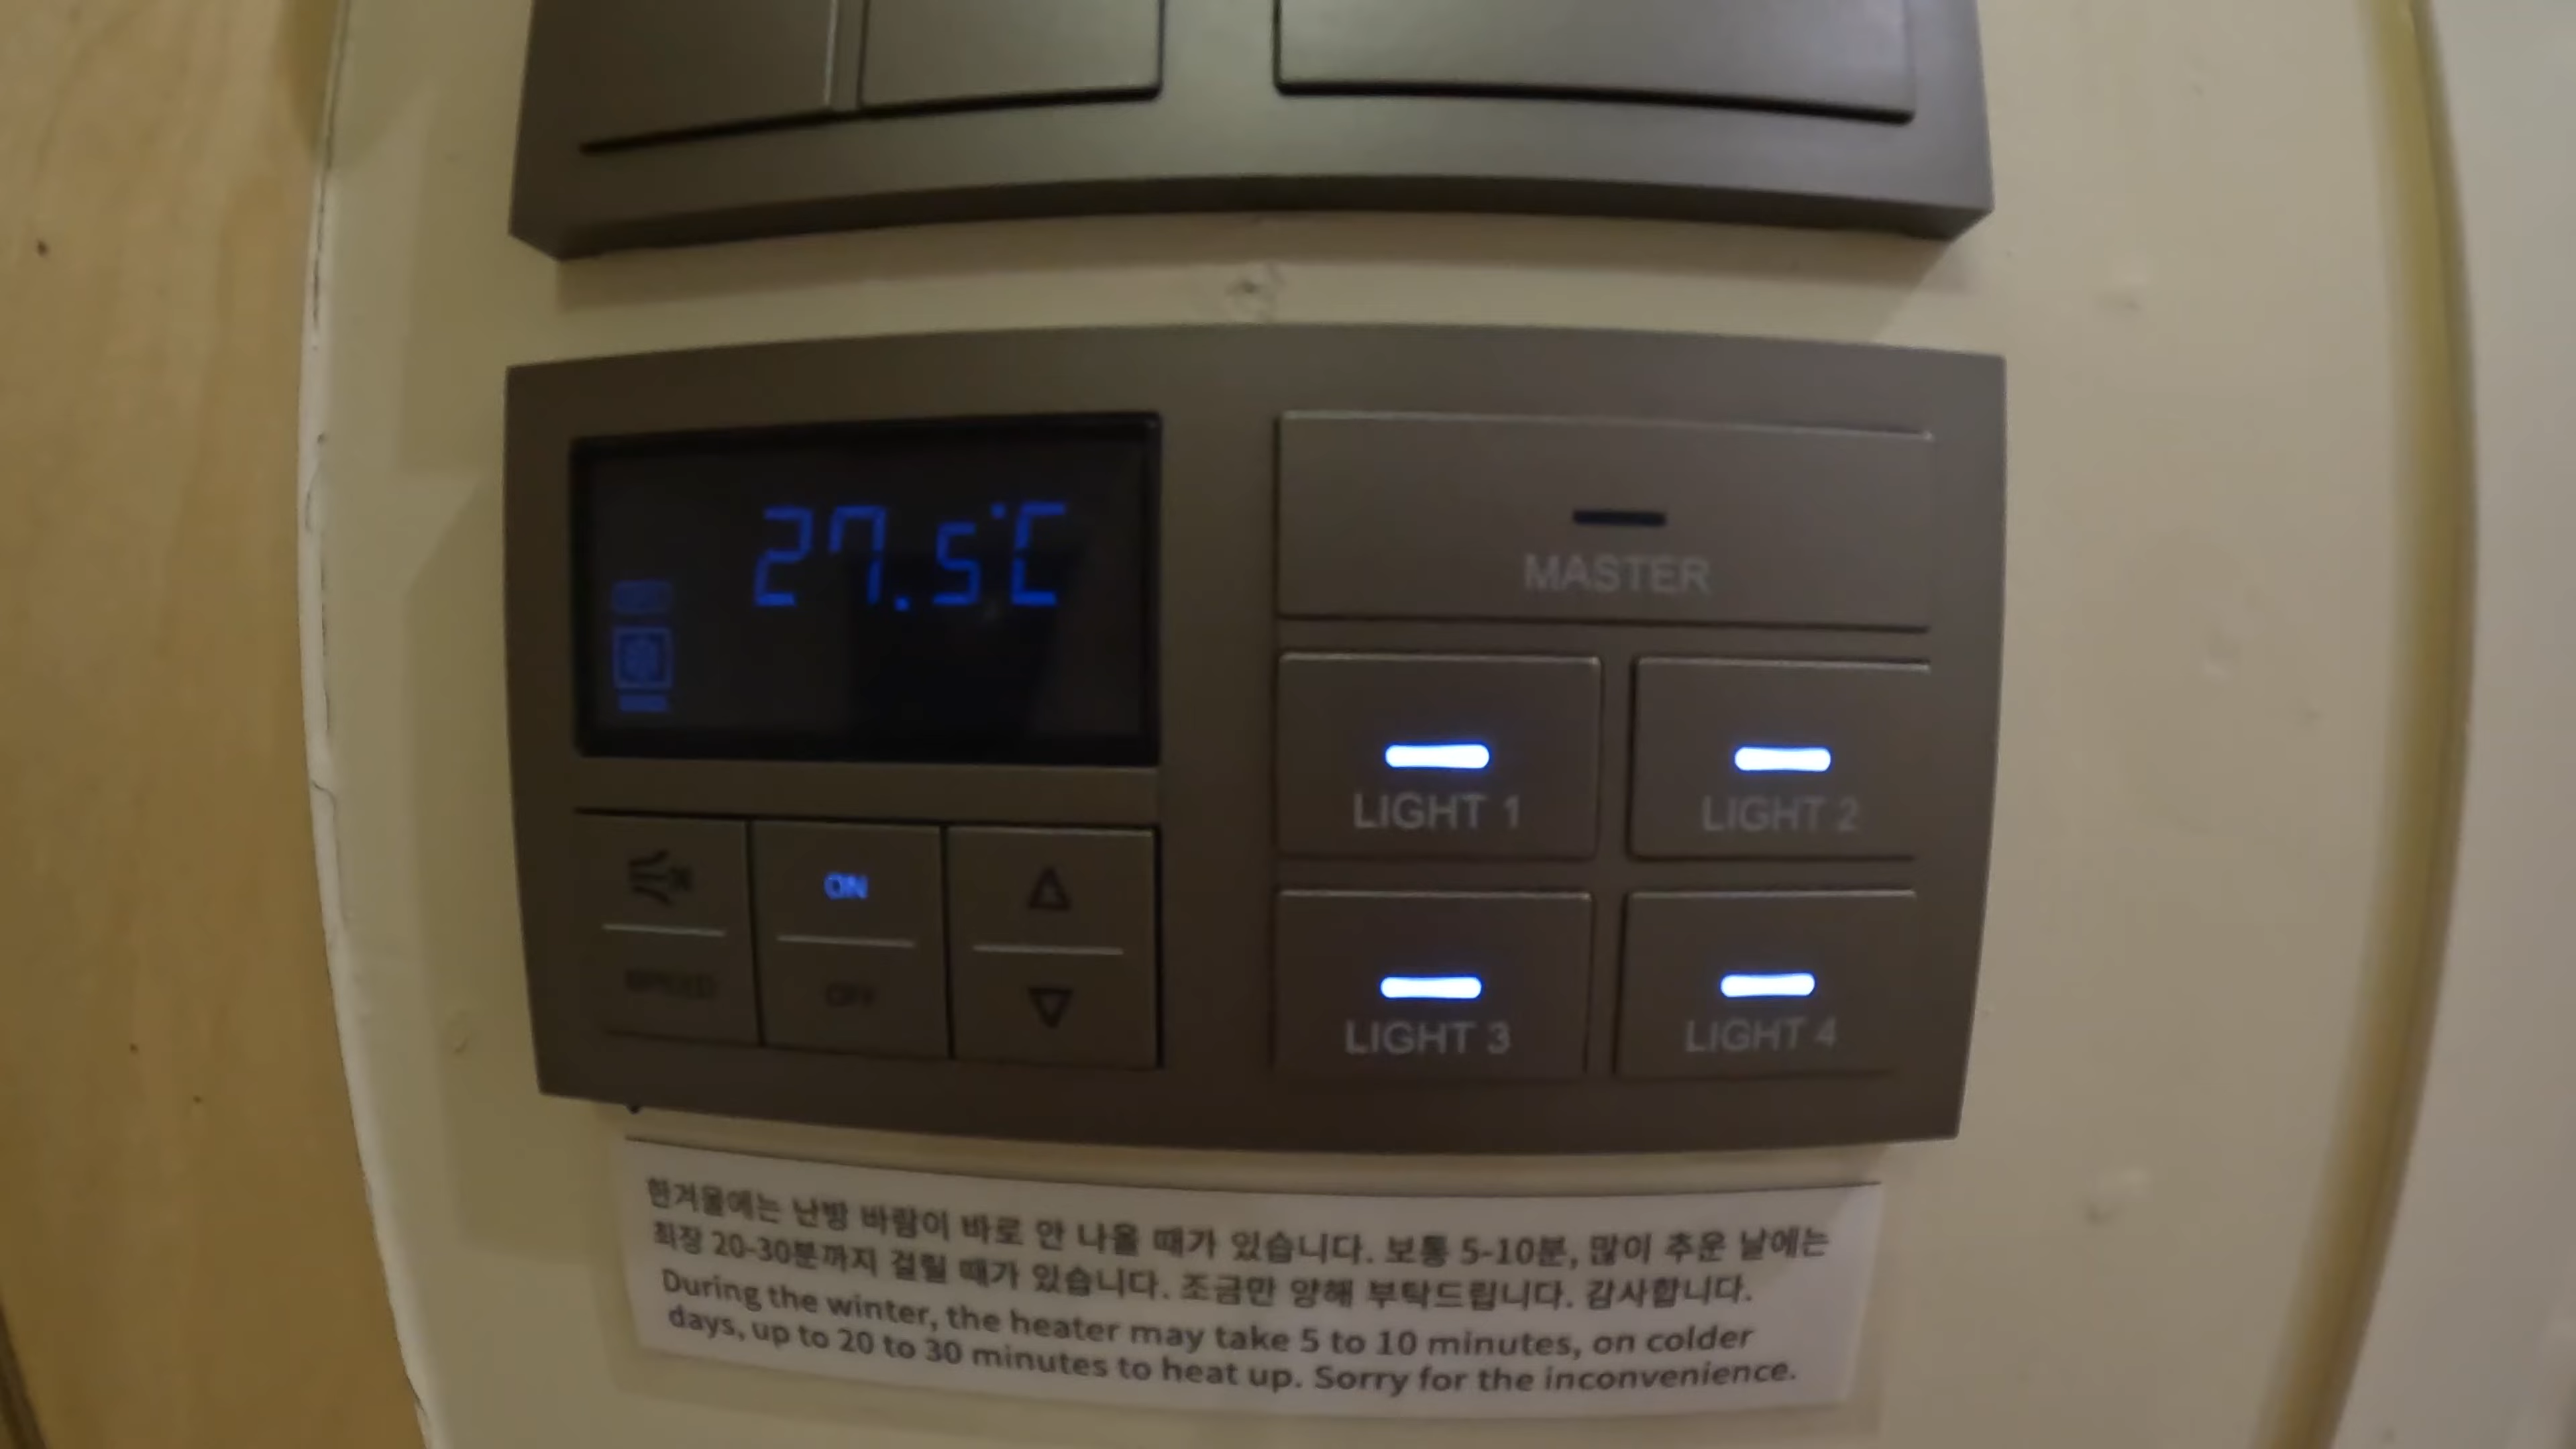 27.5°C
MASTER
LIGHT 1
LIGHT 2
ON
SPEED
OFF
LIGHT 3
LIGHT 4
한겨울에는 난방 바람이 바로 안 나올 때가 있습니다. 보통 5-10분, 많이 추운 날에는
최장 20-30분까지 걸릴 때가 있습니다. 조금만 양해 부탁드립니다. 감사합니다.
During the winter, the heater may take 5 to 10 minutes, on colder
days, up to 20 to 30 minutes to heat up. Sorry for the inconvenience.